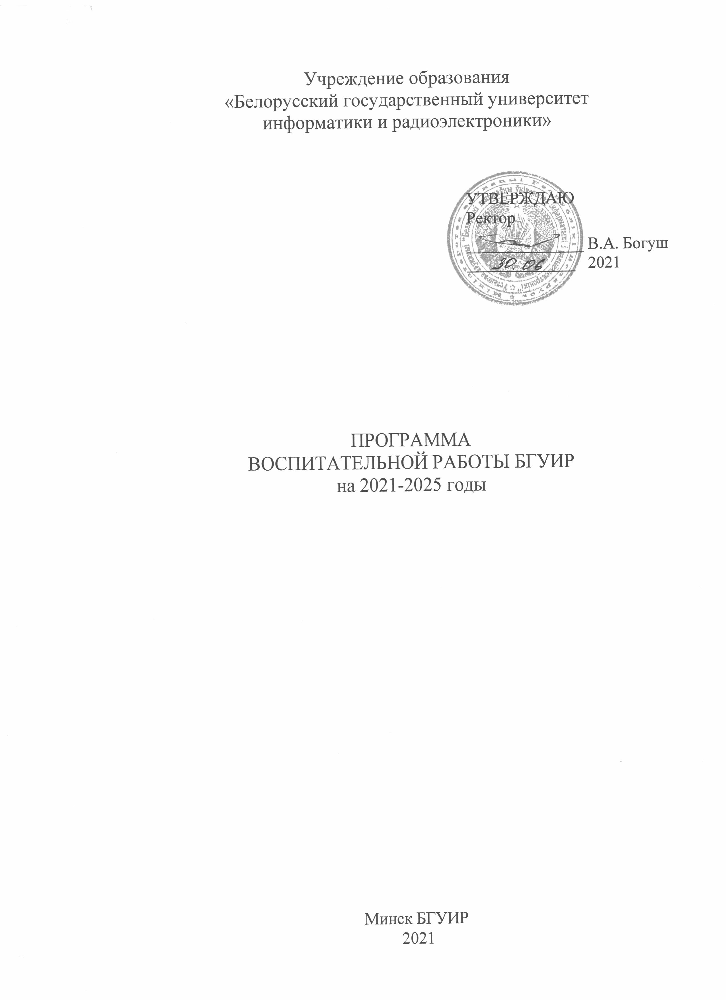 Учреждение образования
«Белорусский государственный университет
информатики и радиоэлектроники»
УТВЕРЖДАЮ
Ректор
В.А. Богуш
30.06 2021
ПРОГРАММА
ВОСПИТАТЕЛЬНОЙ РАБОТЫ БГУИР
на 2021-2025 годы
Минск БГУИР
2021